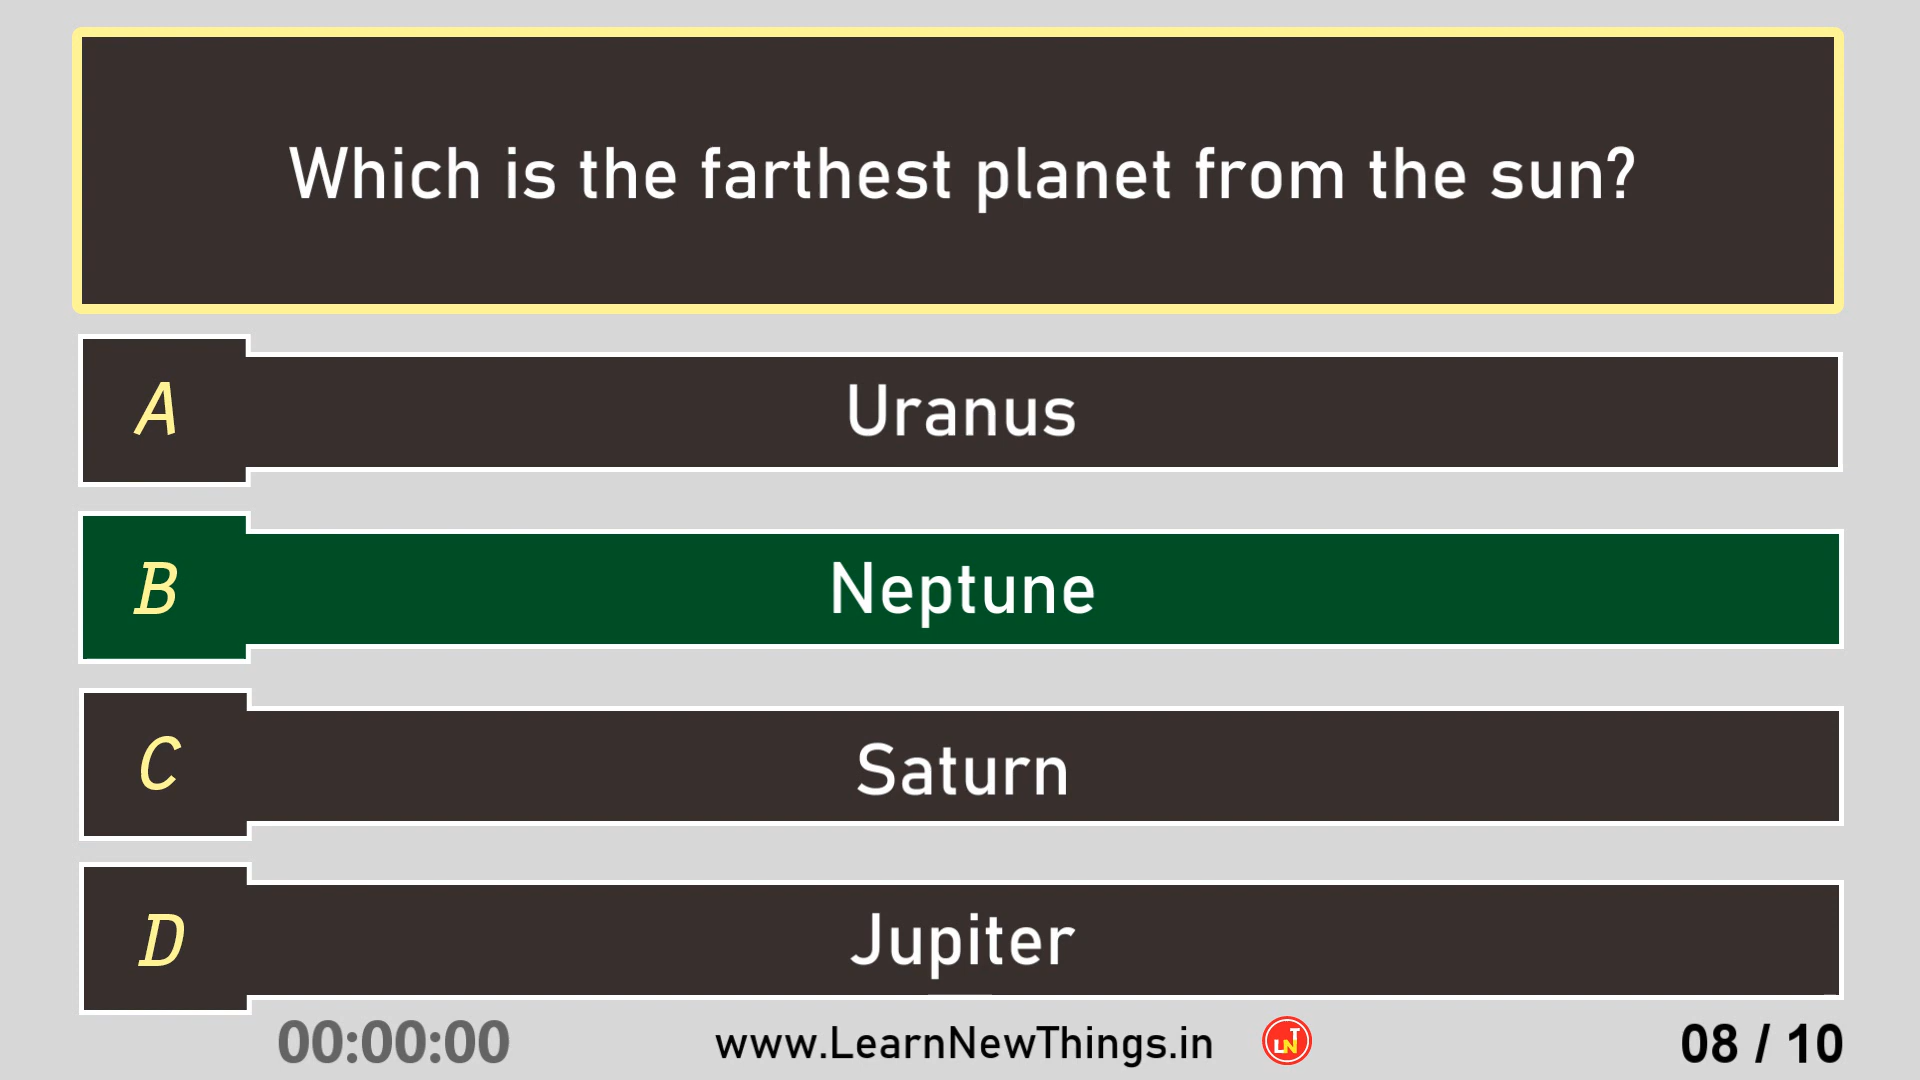 Which is the farthest planet from the sun?
A
Uranus
B
Neptune
C
Saturn
D
Jupiter
00:00:00
www.LearnNewThings.in
LNT
08 / 10